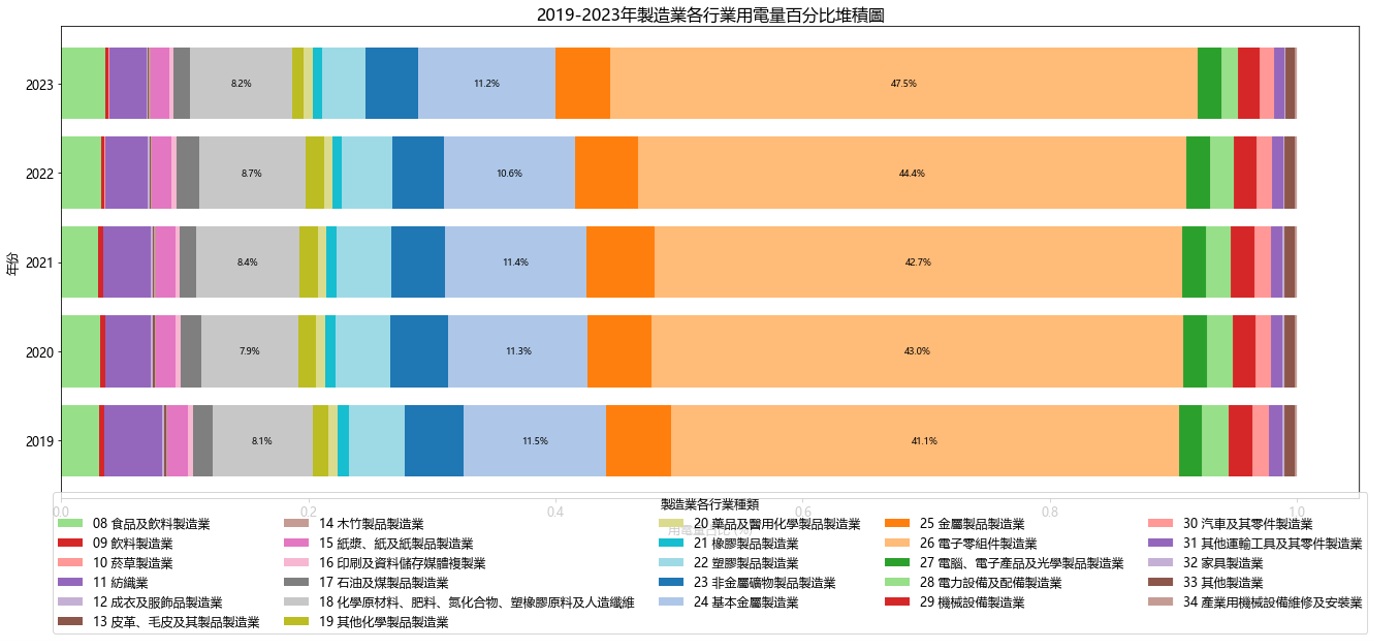 2019-2023年製造業各行業用電量百分比堆積圖
年份
2023
8.2%
11.2%
47.5%
2022
8.7%
10.6%
44.4%
2021
8.4%
11.4%
42.7%
2020
7.9%
11.3%
43.0%
2019
8.1%
11.5%
41.1%
0.0
0.2
0.4
0.6
0.8
1.0
用電量百分比 (%)
製造業各行業種類
08 食品及飲料製造業
09 飲料製造業
10 菸草製造業
11 紡織業
12 成衣及服飾品製造業
13 皮革、毛皮及其製品製造業
14 木竹製品製造業
15 紙漿、紙及紙製品製造業
16 印刷及資料儲存媒體複製業
17 石油及煤製品製造業
18 化學原材料、肥料、氮化合物、塑橡膠原料及人造纖維
19 其他化學製品製造業
20 藥品及醫用化學製品製造業
21 橡膠製品製造業
22 塑膠製品製造業
23 非金屬礦物製品製造業
24 基本金屬製造業
25 金屬製品製造業
26 電子零組件製造業
27 電腦、電子產品及光學製品製造業
28 電力設備及配備製造業
29 機械設備製造業
30 汽車及其零件製造業
31 其他運輸工具及其零件製造業
32 家具製造業
33 其他製造業
34 產業用機械設備維修及安裝業